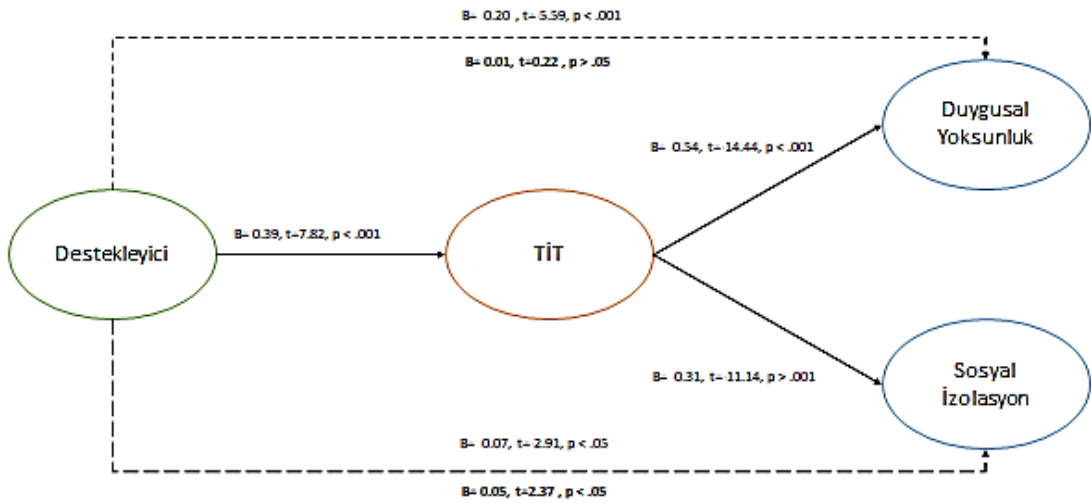 B= 0.20 , t= 5.59, p < .001
B= 0.01, t=0.22 , p > .05
Duygusal
Yoksunluk
B= 0.54, t=-14.44, p < .001
Destekleyici
B= 0.39, t=7.82, p < .001
TİT
B= 0.31, t=-11.14, p > .001
Sosyal
İzolasyon
B= 0.07, t= 2.91, p < .05
B= 0.05, t=2.37 , p < .05